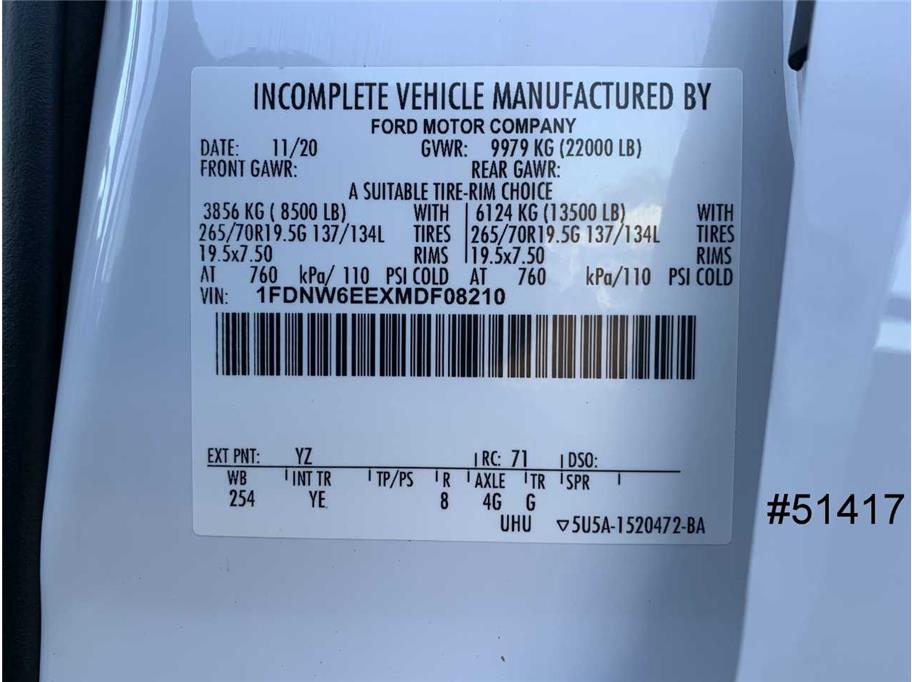 INCOMPLETE VEHICLE MANUFACTURED BY
FORD MOTOR COMPANY
DATE: 11/20 GVWR: 9979 KG (22000 LB)
FRONT GAWR: REAR GAWR:
A SUITABLE TIRE-RIM CHOICE
3856 KG ( 8500 LB) WITH 6124 KG (13500 LB) WITH
265/70R19.5G 137/134L TIRES 265/70R19.5G 137/134L TIRES
19.5x7.50 RIMS 19.5x7.50 RIMS
AT 760 kPa/ 110 PSI COLD AT 760 kPa/ 110 PSI COLD
VIN: 1FDNW6EEXMDF08210
EXT PNT: YZ RC: 71 DSO:
WB INT TR TP/PS R AXLE TR SPR
254 YE 8 4G G
UHU ▽5U5A-1520472-BA
#51417